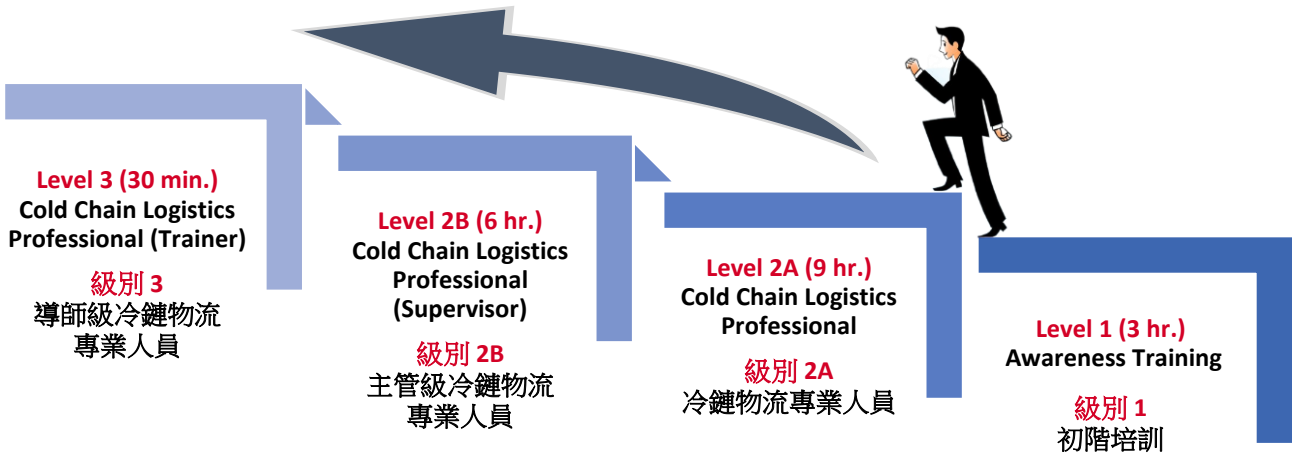 Level 3 (30 min.)
Cold Chain Logistics
Professional (Trainer)
級別 3
導師級冷鏈物流
專業人員
Level 2B (6 hr.)
Cold Chain Logistics
Professional
(Supervisor)
級別 2B
主管級冷鏈物流
專業人員
Level 2A (9 hr.)
Cold Chain Logistics
Professional
級別 2A
冷鏈物流專業人員
Level 1 (3 hr.)
Awareness Training
級別 1
初階培訓